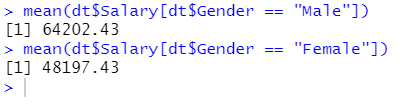 > mean(dt$Salary[dt$Gender == "Male"])
[1] 64202.43
> mean(dt$Salary[dt$Gender == "Female"])
[1] 48197.43
>